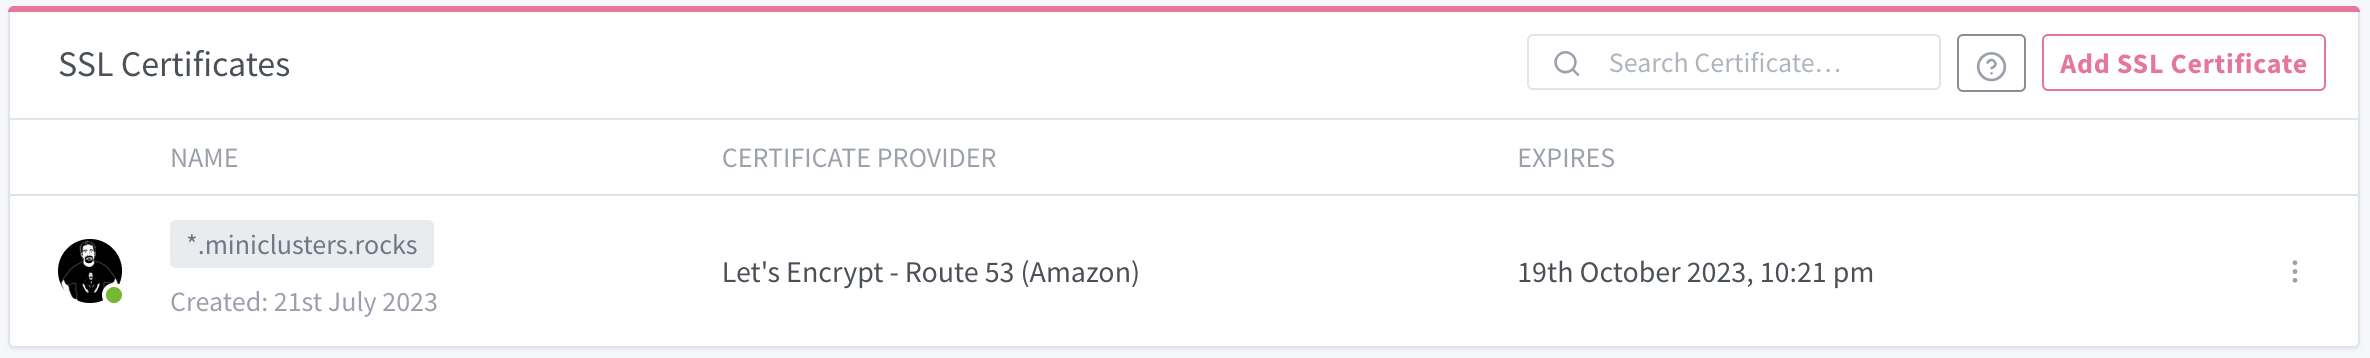 SSL Certificates
Search Certificate...
Add SSL Certificate
NAME
CERTIFICATE PROVIDER
EXPIRES
*.miniclusters.rocks
Created: 21st July 2023
Let's Encrypt - Route 53 (Amazon)
19th October 2023, 10:21 pm